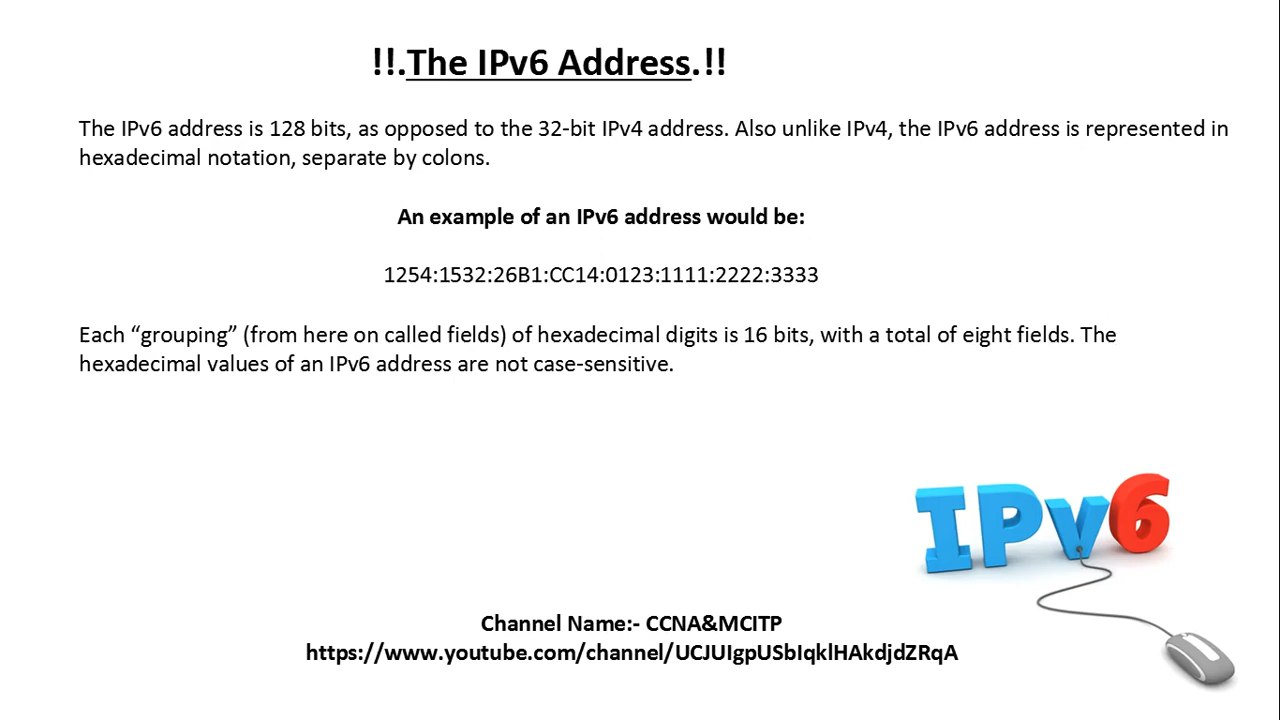 !!.The IPv6 Address.!!
The IPv6 address is 128 bits, as opposed to the 32-bit IPv4 address. Also unlike IPv4, the IPv6 address is represented in
hexadecimal notation, separate by colons.
An example of an IPv6 address would be:
1254:1532:26B1:CC14:0123:1111:2222:3333
Each “grouping” (from here on called fields) of hexadecimal digits is 16 bits, with a total of eight fields. The
hexadecimal values of an IPv6 address are not case-sensitive.
IPv6
Channel Name:- CCNA&MCITP
https://www.youtube.com/channel/UCJUIgpUSbIqklHAkdjdZRqA